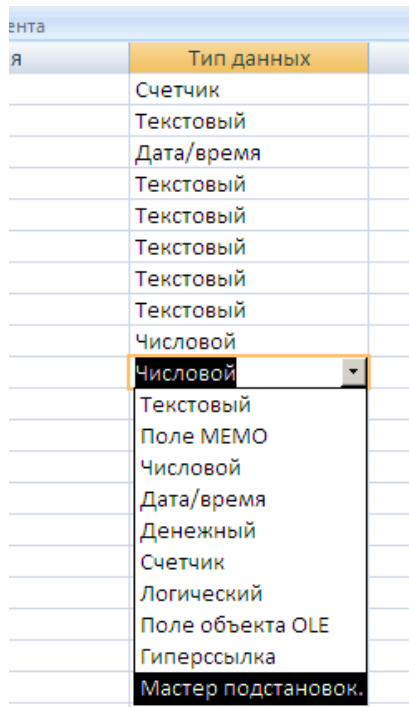 ента
я Тип данных
Счетчик
Текстовый
Дата/время
Текстовый
Текстовый
Текстовый
Текстовый
Текстовый
Числовой
Числовой
Текстовый
Поле МЕМО
Числовой
Дата/время
Денежный
Счетчик
Логический
Поле объекта OLE
Гиперссылка
Мастер подстановок.